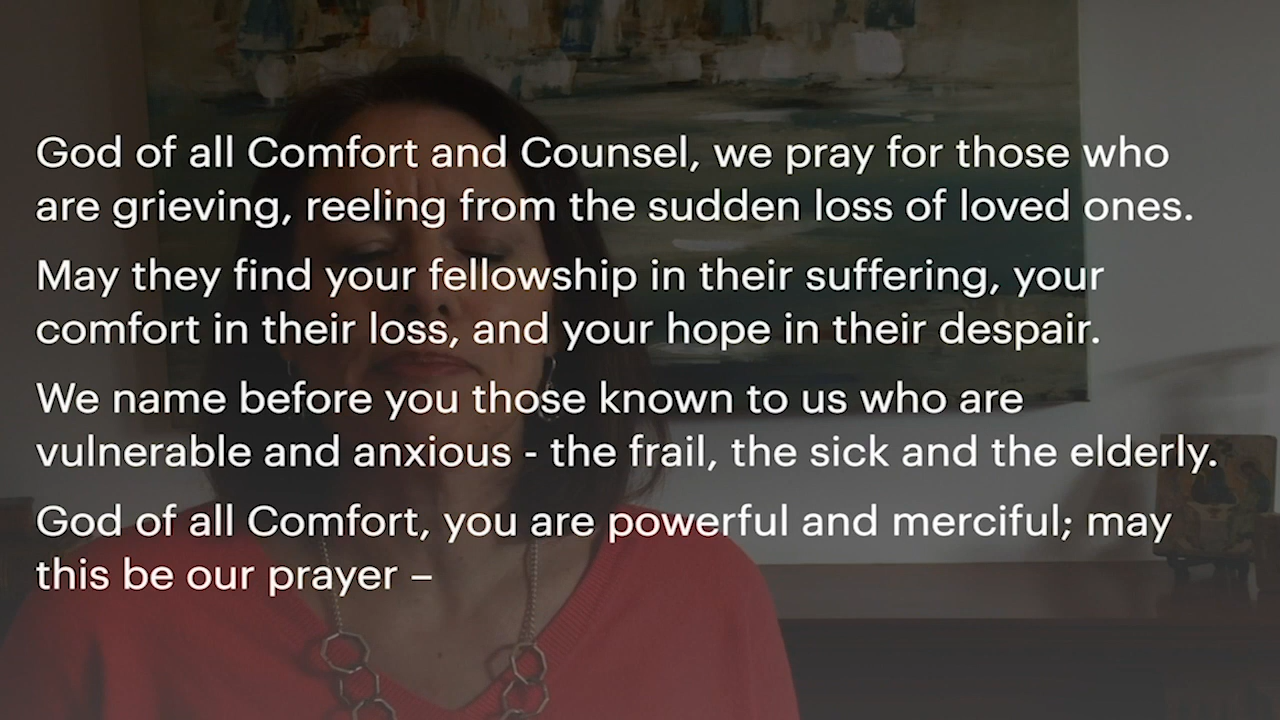 God of all Comfort and Counsel, we pray for those who
are grieving, reeling from the sudden loss of loved ones.
May they find your fellowship in their suffering, your
comfort in their loss, and your hope in their despair.
We name before you those known to us who are
vulnerable and anxious - the frail, the sick and the elderly.
God of all Comfort, you are powerful and merciful; may
this be our prayer –